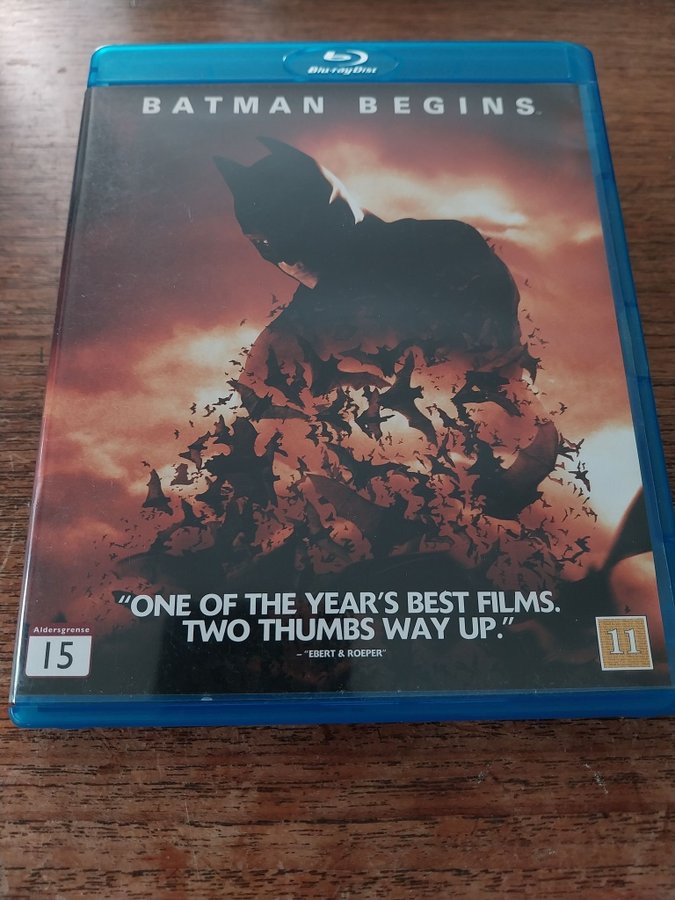 Blu-ray Disc
BATMAN BEGINS™
"ONE OF THE YEAR'S BEST FILMS.
TWO THUMBS WAY UP."
– "EBERT & ROEPER"
Aldersgrense
15
11